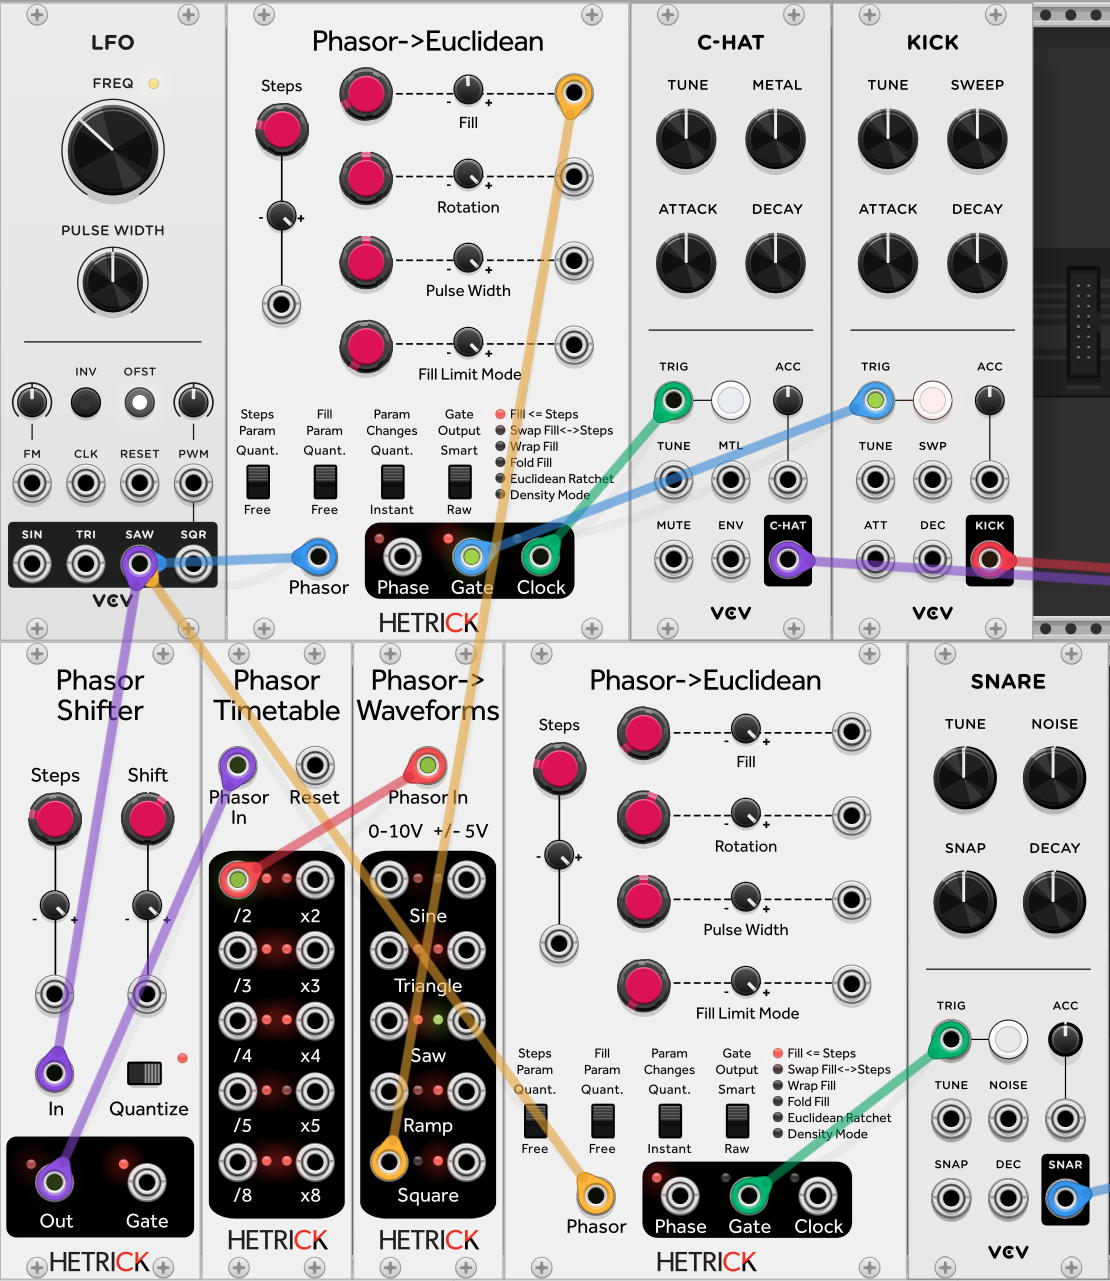 LFO
FREQ
PULSE WIDTH
INV
OFST
FM
CLK
RESET
PWM
SIN
TRI
SAW
SQR
VCV
Phasor->Euclidean
Steps
- +
Fill
- +
Rotation
- +
Pulse Width
- +
Fill Limit Mode
- +
Steps
Param
Quant.
Free
Fill
Param
Quant.
Free
Param
Changes
Quant.
Instant
Gate
Output
Smart
Raw
Fill <= Steps
Swap Fill<->Steps
Wrap Fill
Fold Fill
Euclidean Ratchet
Density Mode
Phasor
Phase
Gate
Clock
HETRICK
C-HAT
TUNE
METAL
ATTACK
DECAY
TRIG
ACC
TUNE
MTL
MUTE
ENV
C-HAT
VCV
KICK
TUNE
SWEEP
ATTACK
DECAY
TRIG
ACC
TUNE
SWP
ATT
DEC
KICK
VCV
Phasor
Shifter
Steps
Shift
- +
- +
In
Quantize
Out
Gate
HETRICK
Phasor
Timetable
Phasor
In
Reset
/2 x2
/3 x3
/4 x4
/5 x5
/8 x8
HETRICK
Phasor->
Waveforms
Phasor In
0-10V +/- 5V
Sine
Triangle
Saw
Ramp
Square
HETRICK
Phasor->Euclidean
Steps
- +
Fill
- +
Rotation
- +
Pulse Width
- +
Fill Limit Mode
- +
Steps
Param
Quant.
Free
Fill
Param
Quant.
Free
Param
Changes
Quant.
Instant
Gate
Output
Smart
Raw
Fill <= Steps
Swap Fill<->Steps
Wrap Fill
Fold Fill
Euclidean Ratchet
Density Mode
Phasor
Phase
Gate
Clock
HETRICK
SNARE
TUNE
NOISE
SNAP
DECAY
TRIG
ACC
TUNE
NOISE
SNAP
DEC
SNAR
VCV